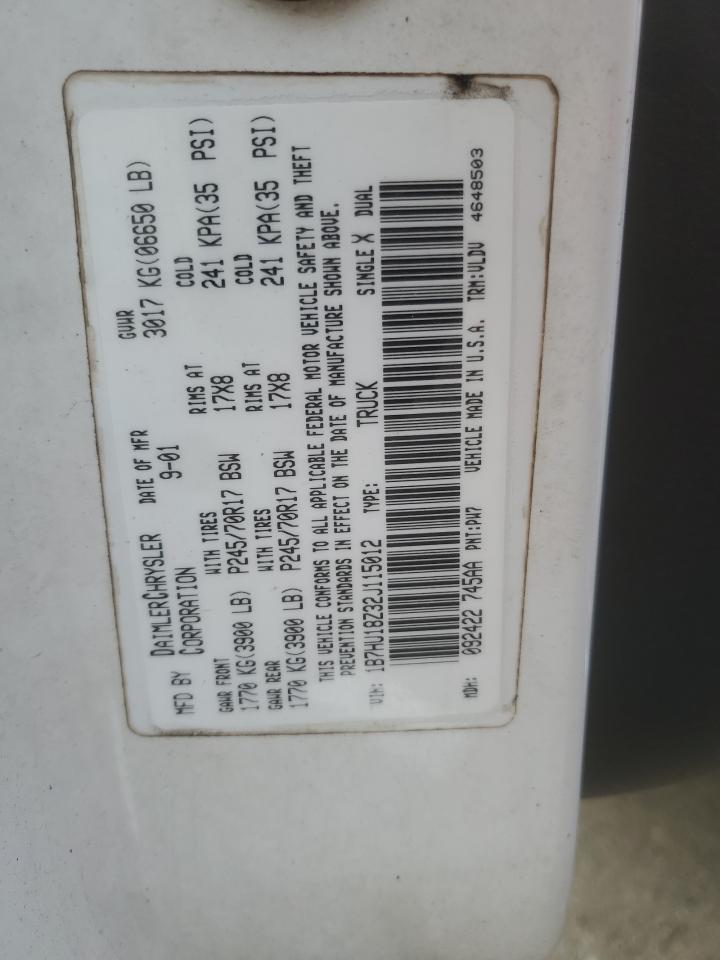 MFD BY DAIMLERCHRYSLER CORPORATION DATE OF MFR 9-01 GVWR 3017 KG(06650 LB)
GAWR FRONT WITH TIRES RIMS AT COLD
1770 KG(3900 LB) P245/70R17 BSW 17X8 241 KPA(35 PSI)
GAWR REAR WITH TIRES RIMS AT COLD
1770 KG(3900 LB) P245/70R17 BSW 17X8 241 KPA(35 PSI)
THIS VEHICLE CONFORMS TO ALL APPLICABLE FEDERAL MOTOR VEHICLE SAFETY AND THEFT
PREVENTION STANDARDS IN EFFECT ON THE DATE OF MANUFACTURE SHOWN ABOVE.
VIN: 1B7HU18Z32J115012 TYPE: TRUCK SINGLE X DUAL
MDH: 092422 745AA PNT:PW7 VEHICLE MADE IN U.S.A. TRM:VLDV 4648503